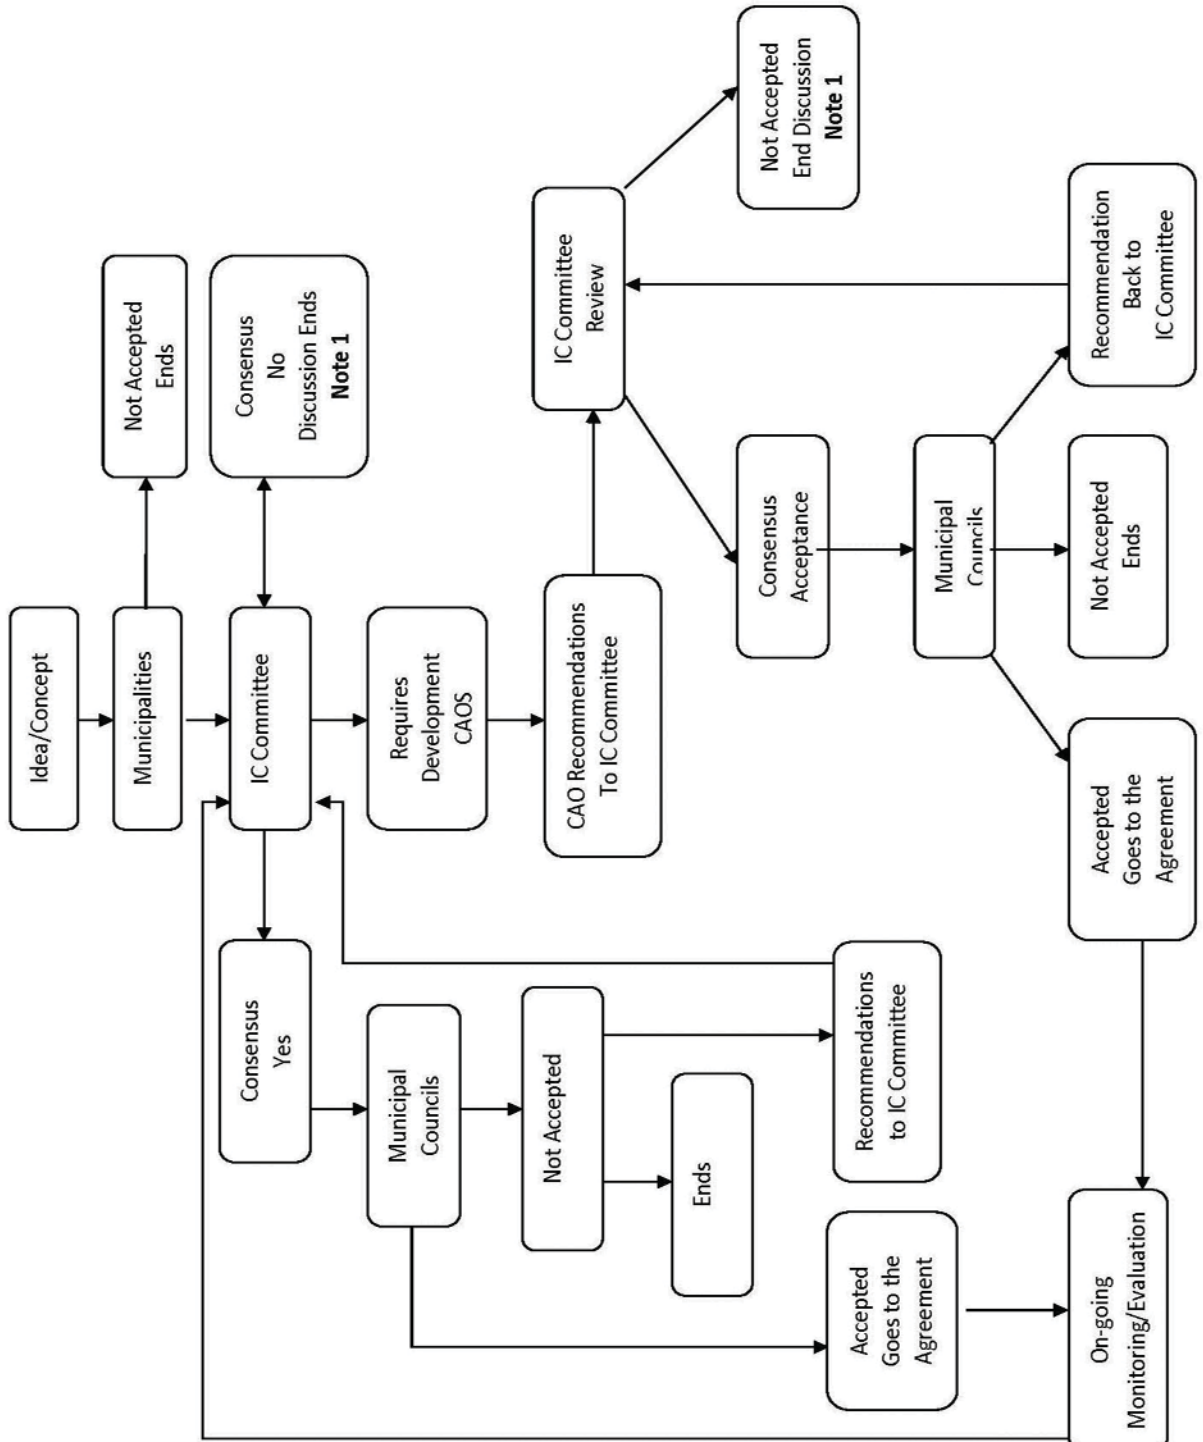 Idea/Concept
Municipalities
Not Accepted
Ends
IC Committee
Consensus
No
Discussion Ends
Note 1
Consensus
Yes
Requires
Development
CAOS
Municipal
Councils
CAO Recommendations
To IC Committee
IC Committee
Review
Not Accepted
Not Accepted
End Discussion
Note 1
Ends
Consensus
Acceptance
Recommendations
to IC Committee
Accepted
Goes to the
Agreement
Municipal
Councils
On-going
Monitoring/Evaluation
Accepted
Goes to the
Agreement
Not Accepted
Ends
Recommendation
Back to
IC Committee